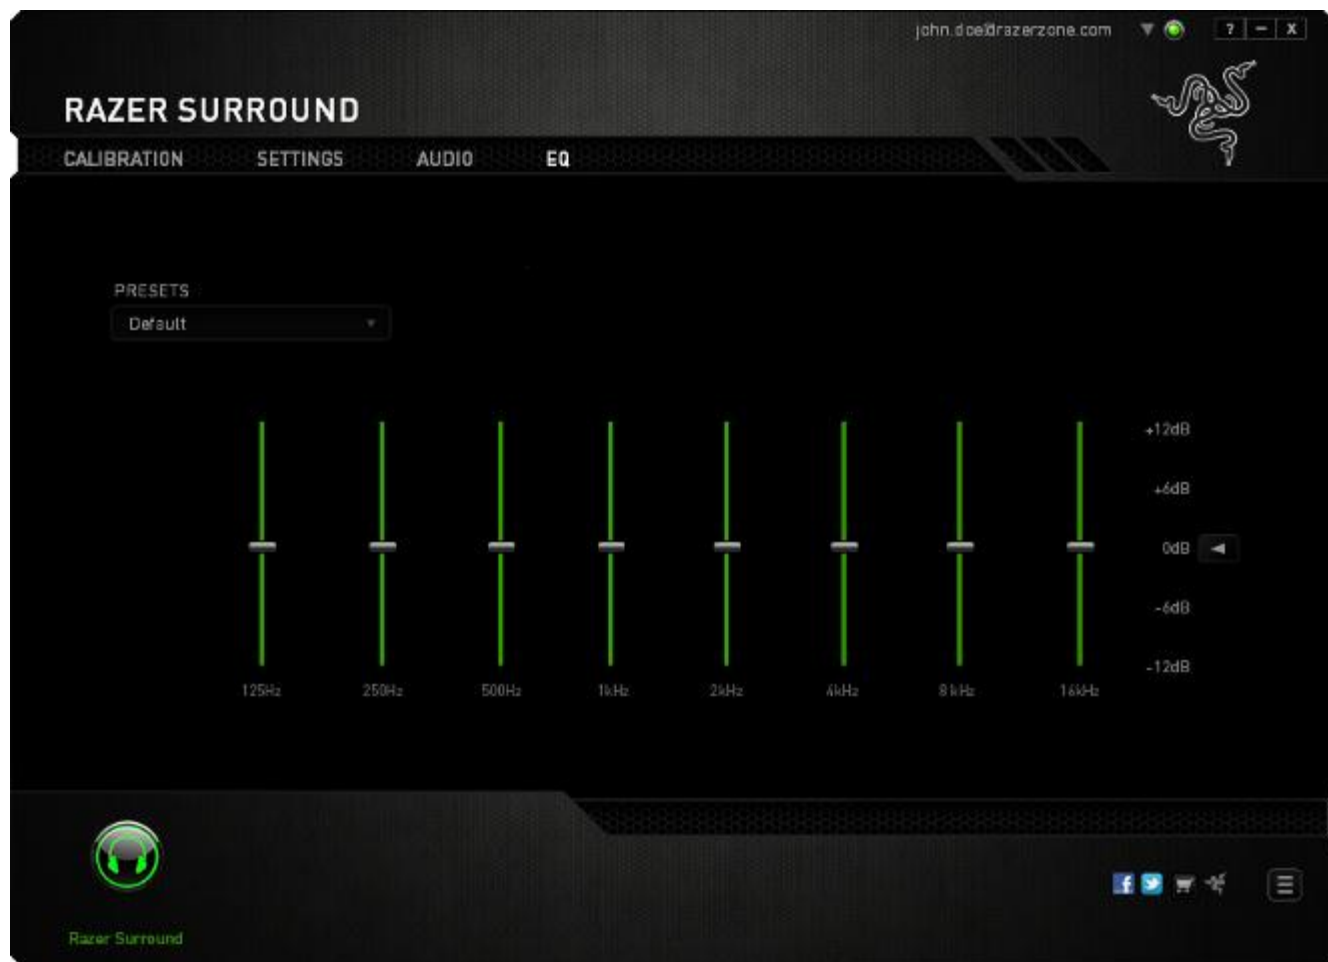 john.doe@razerzone.com
? – X
RAZER SURROUND
CALIBRATION SETTINGS AUDIO EQ
PRESETS
Default
+12dB
+6dB
0dB
-6dB
-12dB
125Hz 250Hz 500Hz 1kHz 2kHz 4kHz 8kHz 16kHz
f
Razer Surround